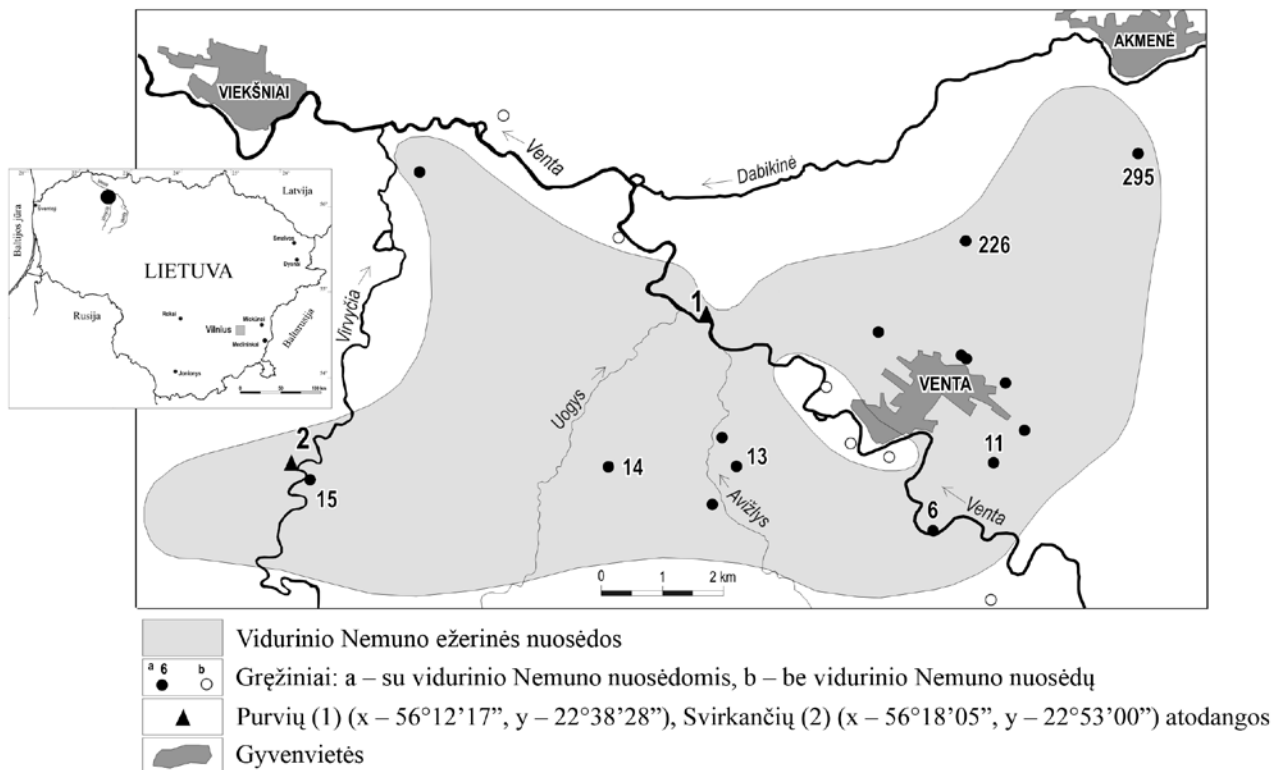 VIEKŠNIAI
AKMENĖ
Venta
Dabikinė
295
226
Virvyčia
1
Uogys
VENTA
2
15
14
13
11
Avižlys
6
Venta
0 1 2 km
Latvija
Baltijos jūra
LIETUVA
Rusija
Vilnius
Baltarusija
Vidurinio Nemuno ežerinės nuosėdos
a 6 b
Gręžiniai: a – su vidurinio Nemuno nuosėdomis, b – be vidurinio Nemuno nuosėdų
Purvių (1) (x – 56°12'17”, y – 22°38'28”), Svirkančių (2) (x – 56°18'05”, y – 22°53'00”) atodangos
Gyvenvietės